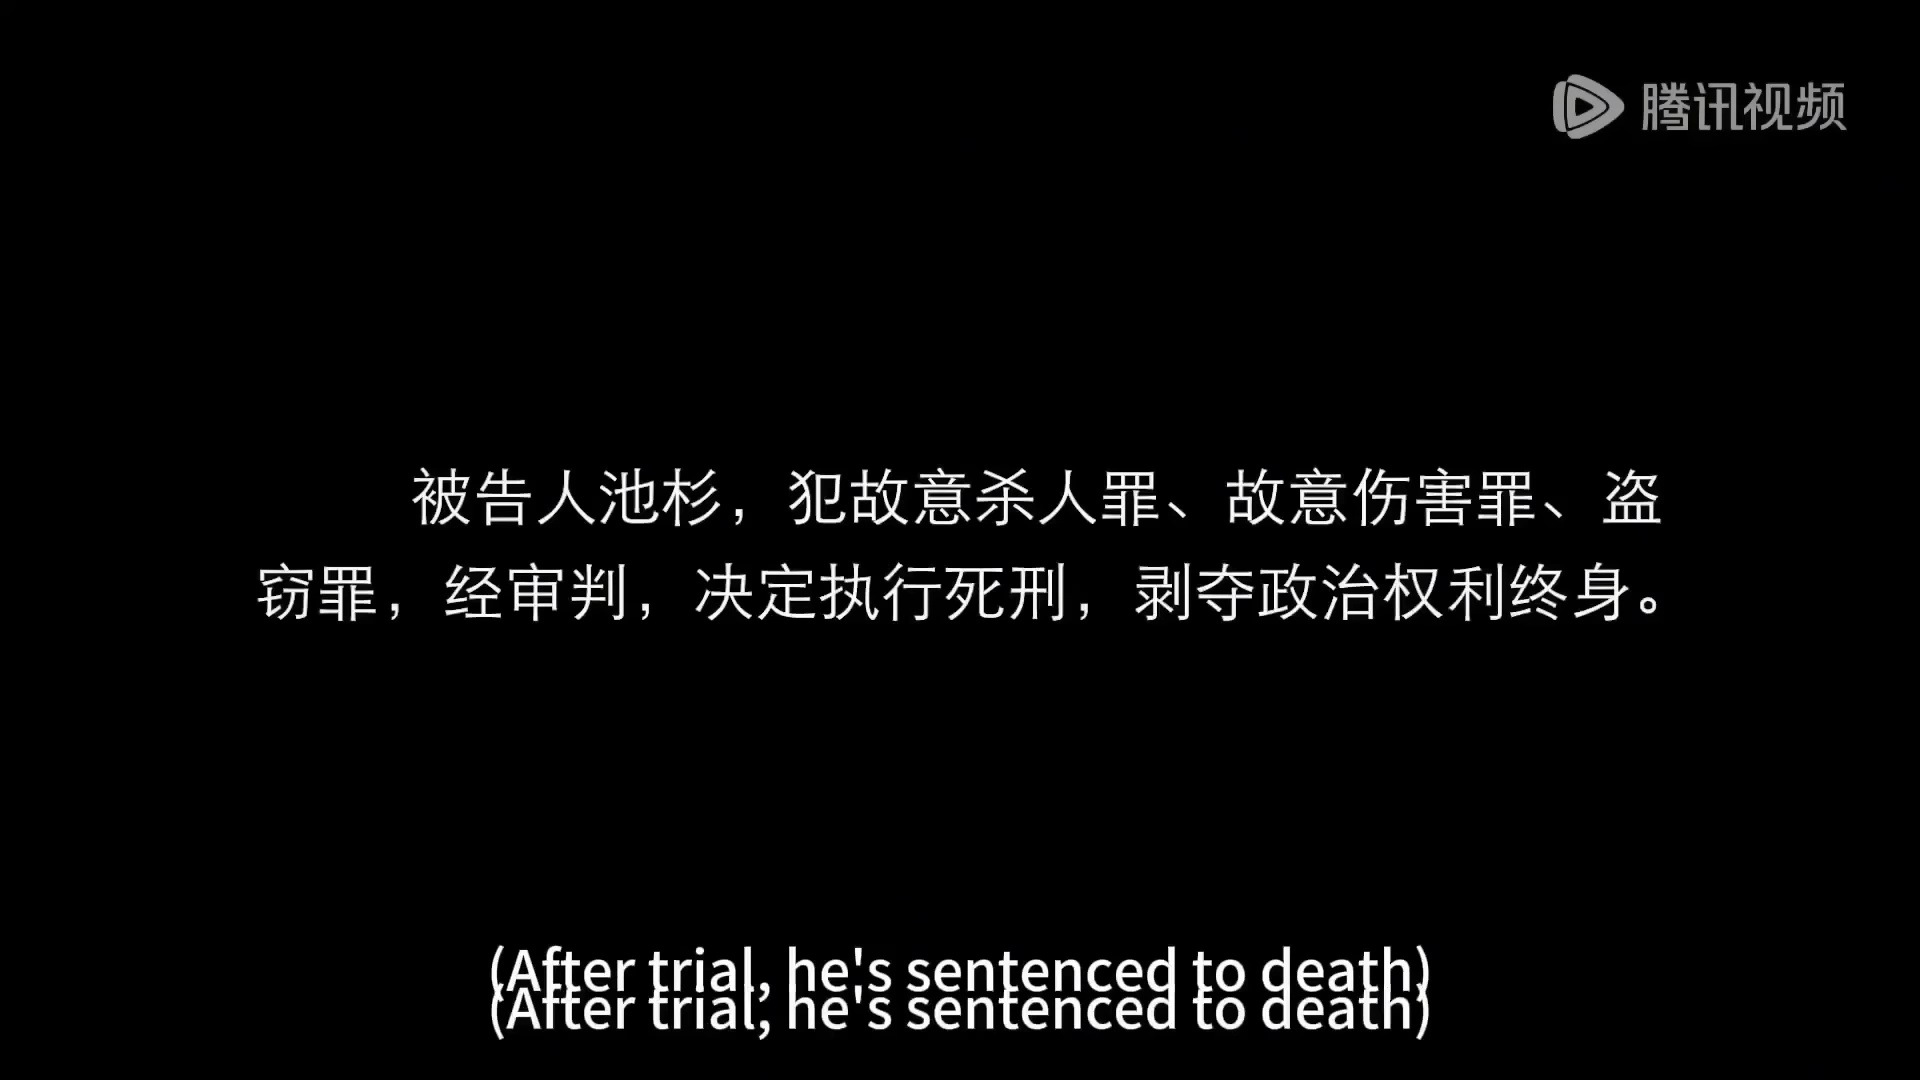 腾讯视频
被告人池杉，犯故意杀人罪、故意伤害罪、盗
窃罪，经审判，决定执行死刑，剥夺政治权利终身。
(After trial, he's sentenced to death)
(After trial, he's sentenced to death)